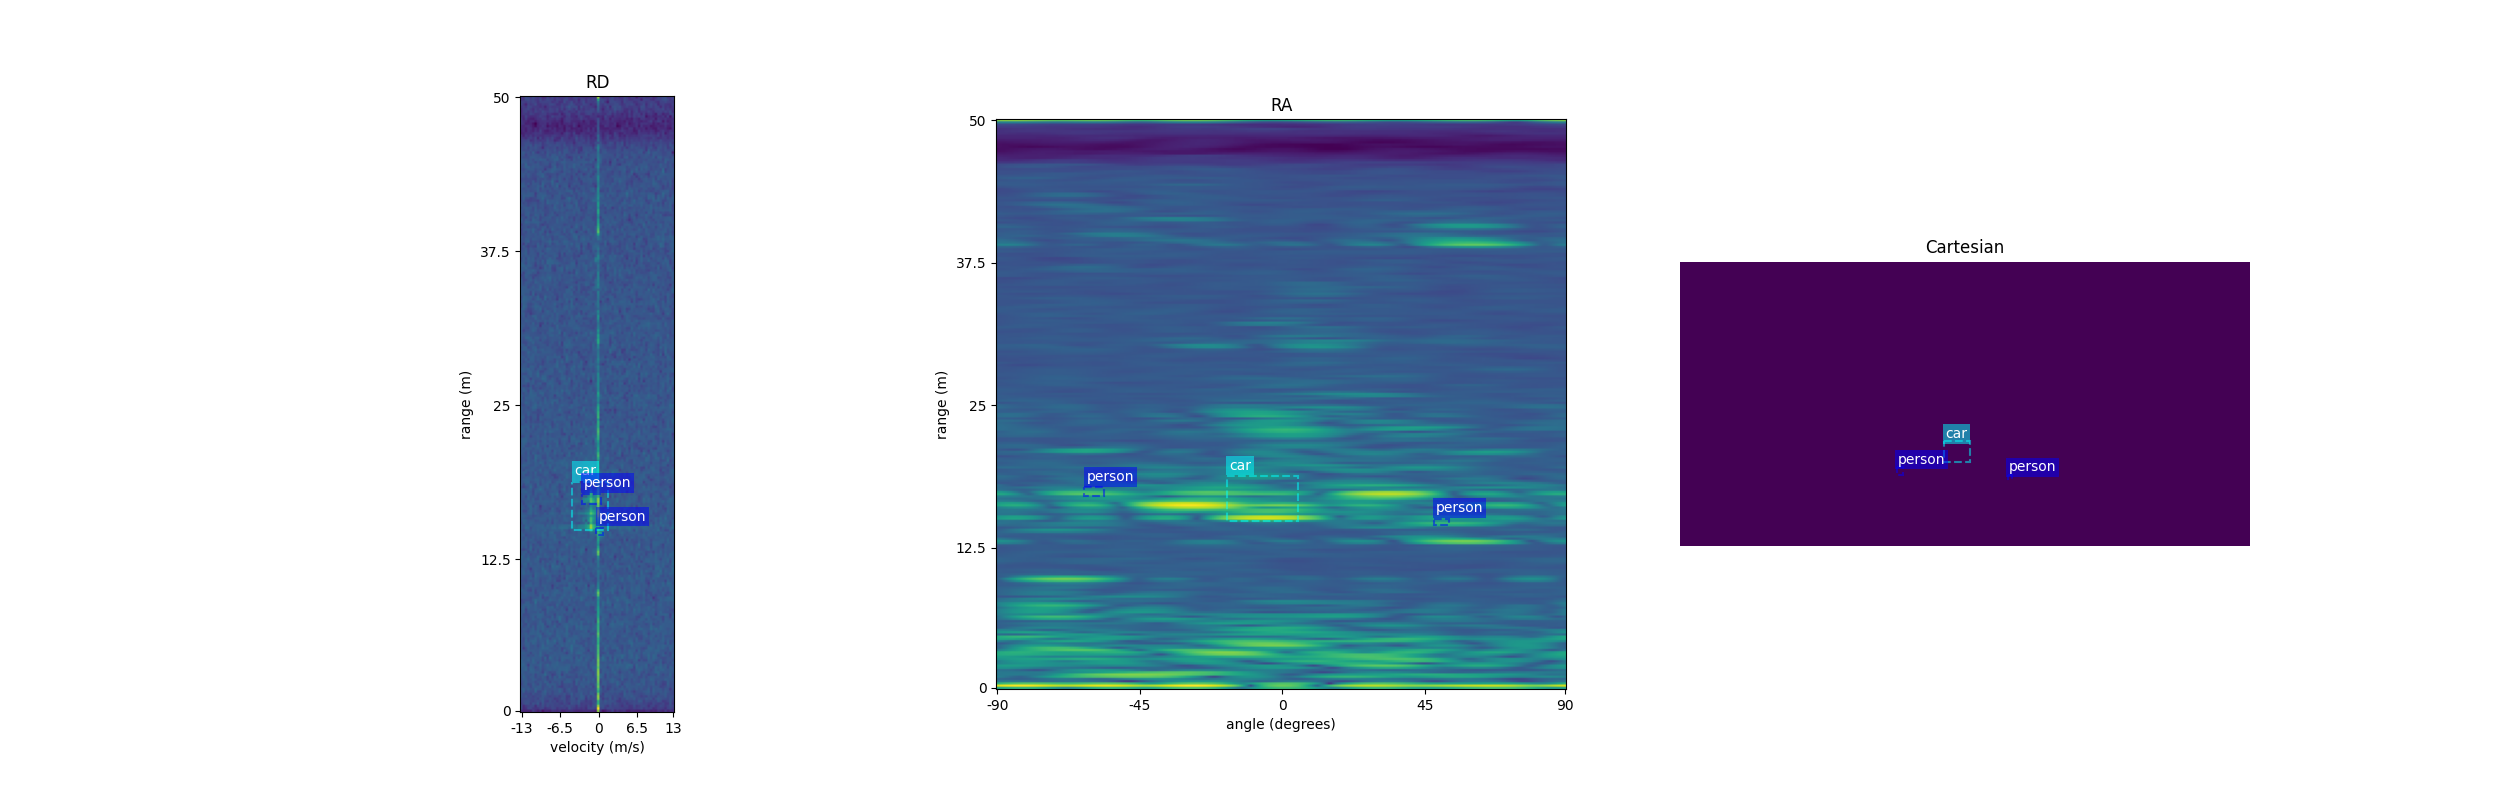 RD
50
37.5
25
12.5
0
range (m)
car
person
person
-13 -6.5 0 6.5 13
velocity (m/s)
RA
50
37.5
25
12.5
0
range (m)
car
person
person
-90 -45 0 45 90
angle (degrees)
Cartesian
car
person
person